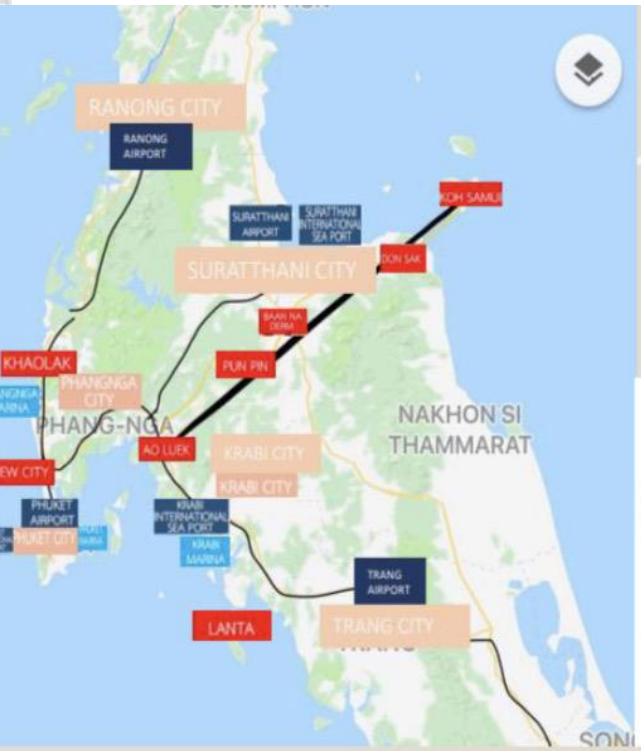 RANONG CITY
RANONG
AIRPORT
KOH SAMUI
SURATTHANI
AIRPORT
SURATTHANI
INTERNATIONAL
SEA PORT
DON SAK
SURATTHANI CITY
BAAN NA
DERM
KHAOLAK
PUN PIN
PHANGNGA
CITY
PHANG-NGA
NAKHON SI
THAMMARAT
AO LUEK
KRABI CITY
KRABI CITY
PHUKET
AIRPORT
KRABI
INTERNATIONAL
SEA PORT
PHUKET CITY
KRABI
MARINA
TRANG
AIRPORT
LANTA
TRANG CITY